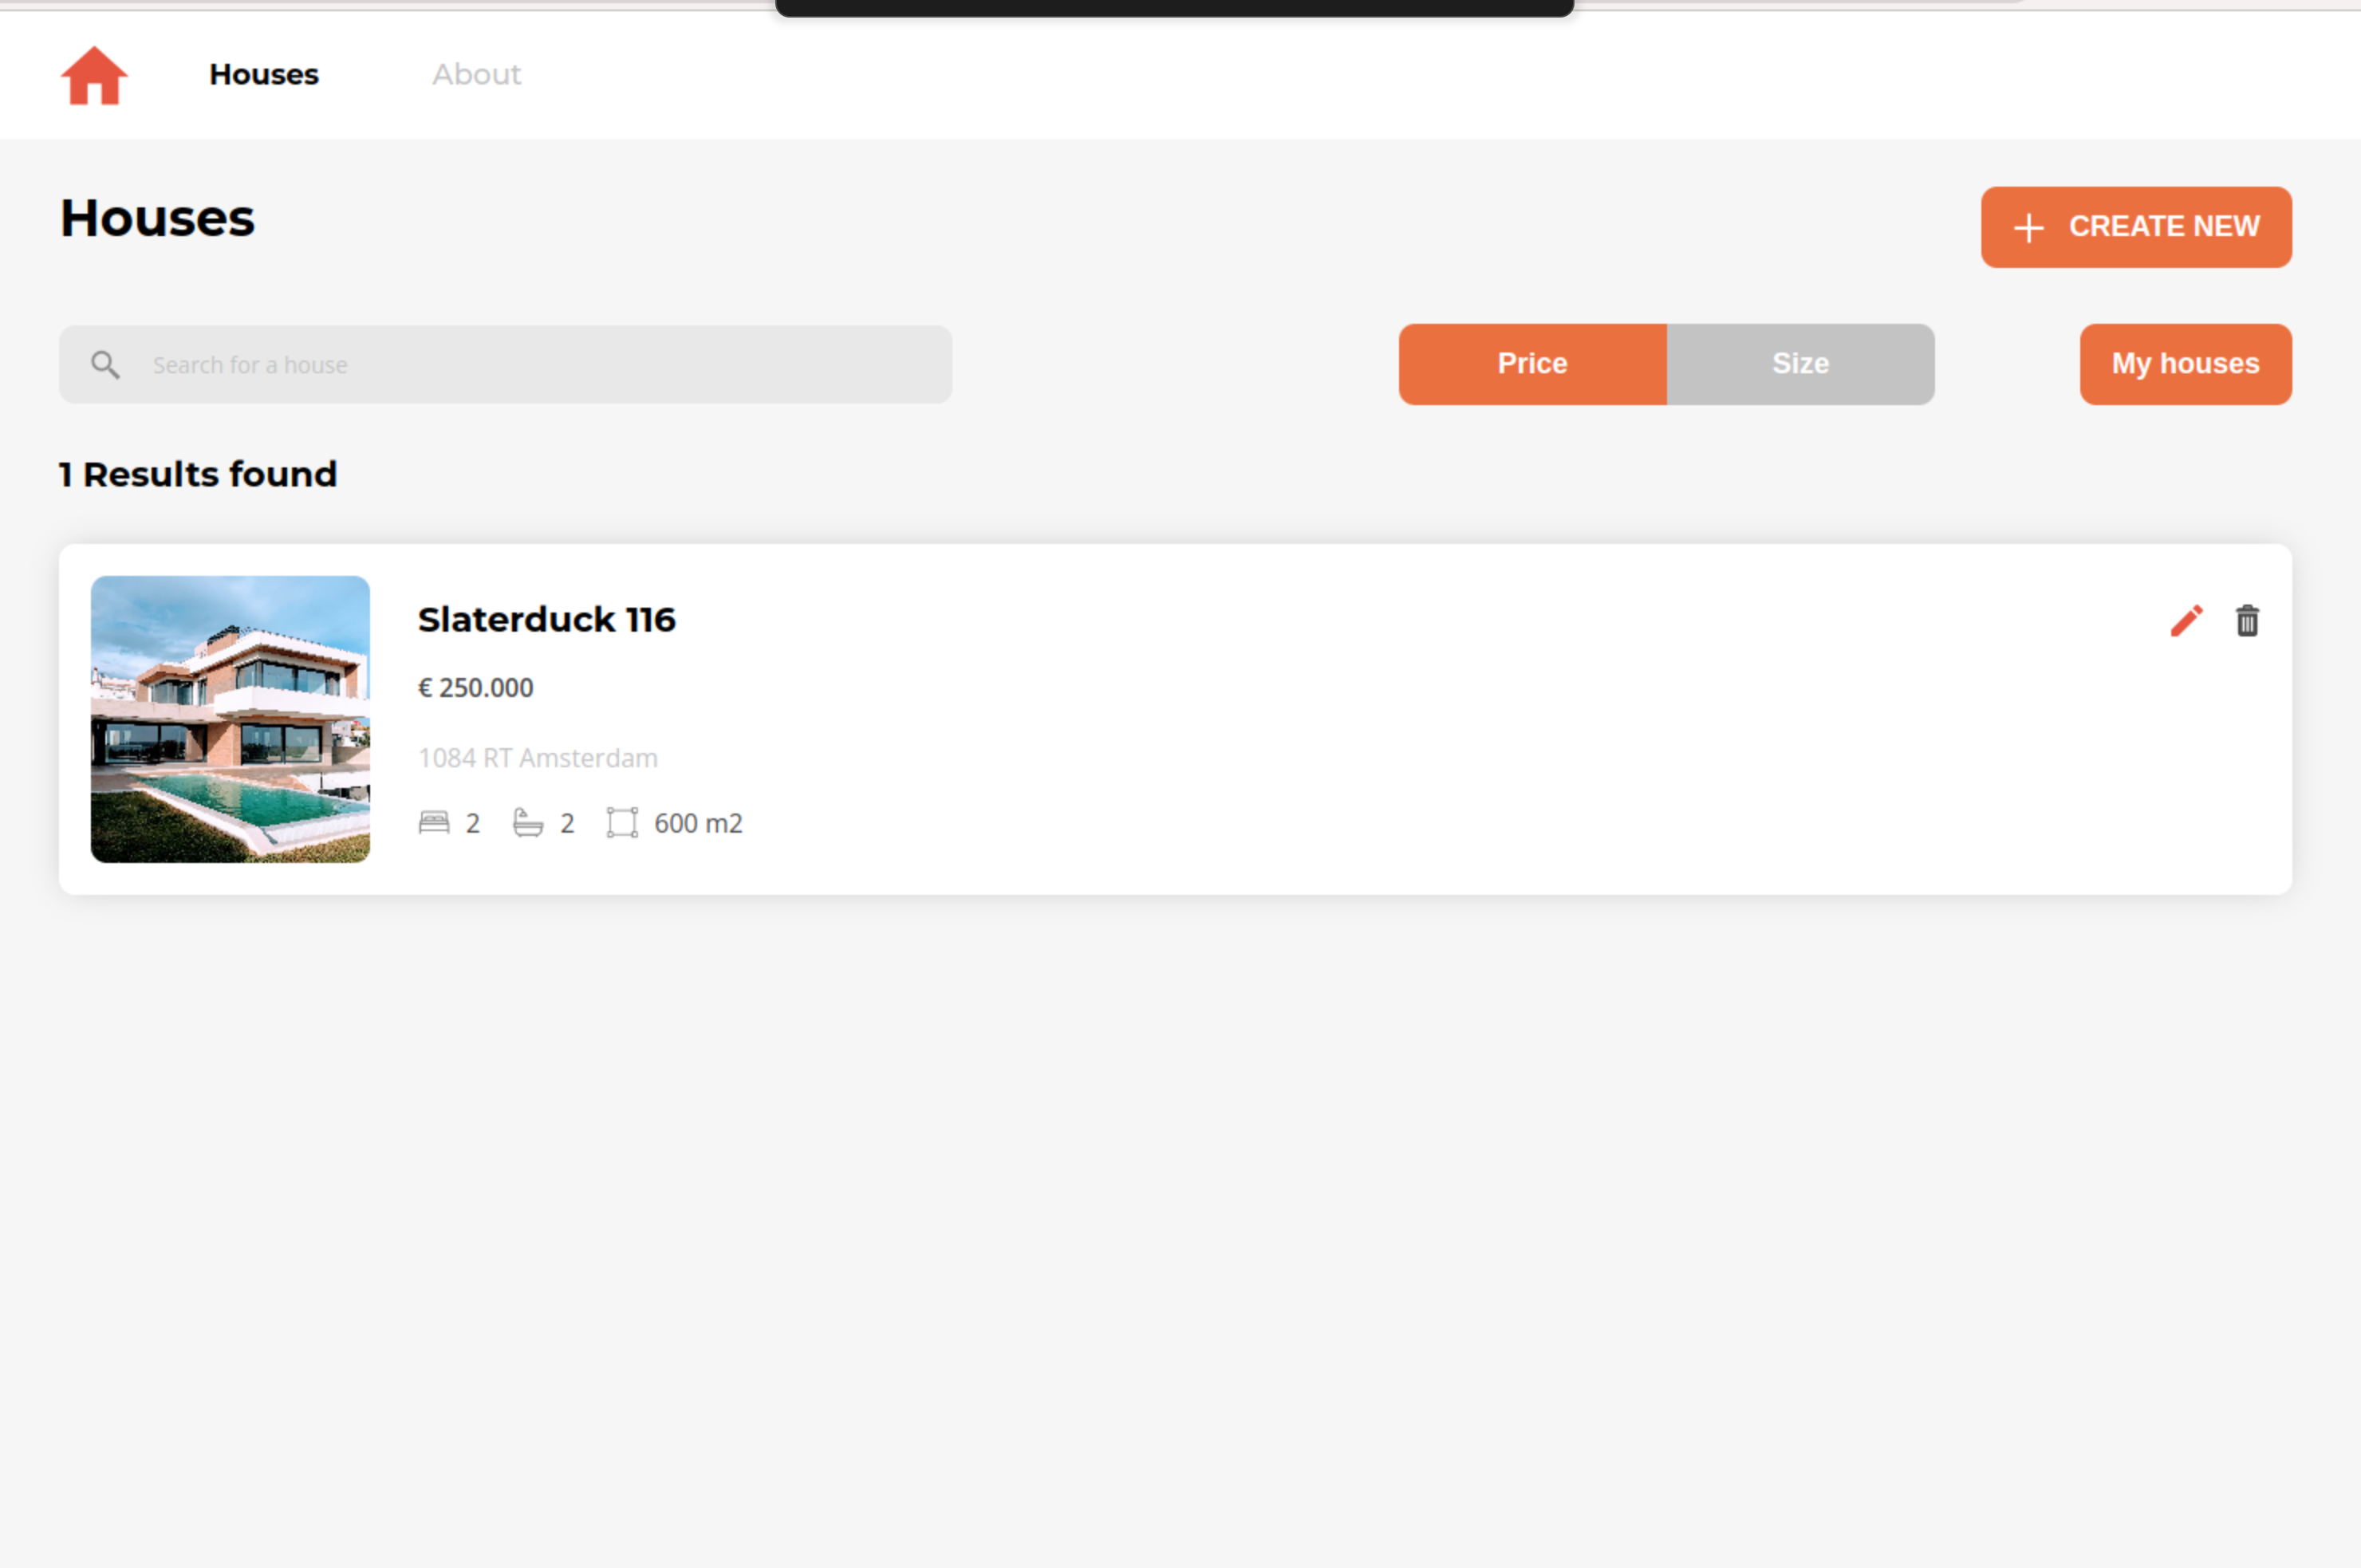 Houses
About
Houses
CREATE NEW
Search for a house
Price
Size
My houses
1 Results found
Slaterduck 116
€ 250.000
1084 RT Amsterdam
2 2 600 m2